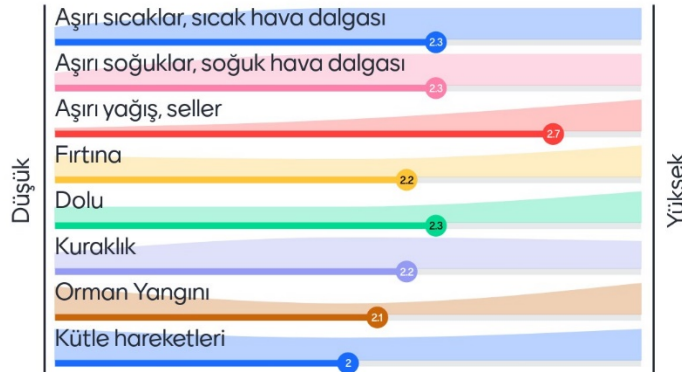 Aşırı sıcaklar, sıcak hava dalgası
2.3
Aşırı soğuklar, soğuk hava dalgası
2.3
Aşırı yağış, seller
2.7
Fırtına
2.2
Dolu
2.3
Kuraklık
2.2
Orman Yangını
2.1
Kütle hareketleri
2
Düşük
Yüksek